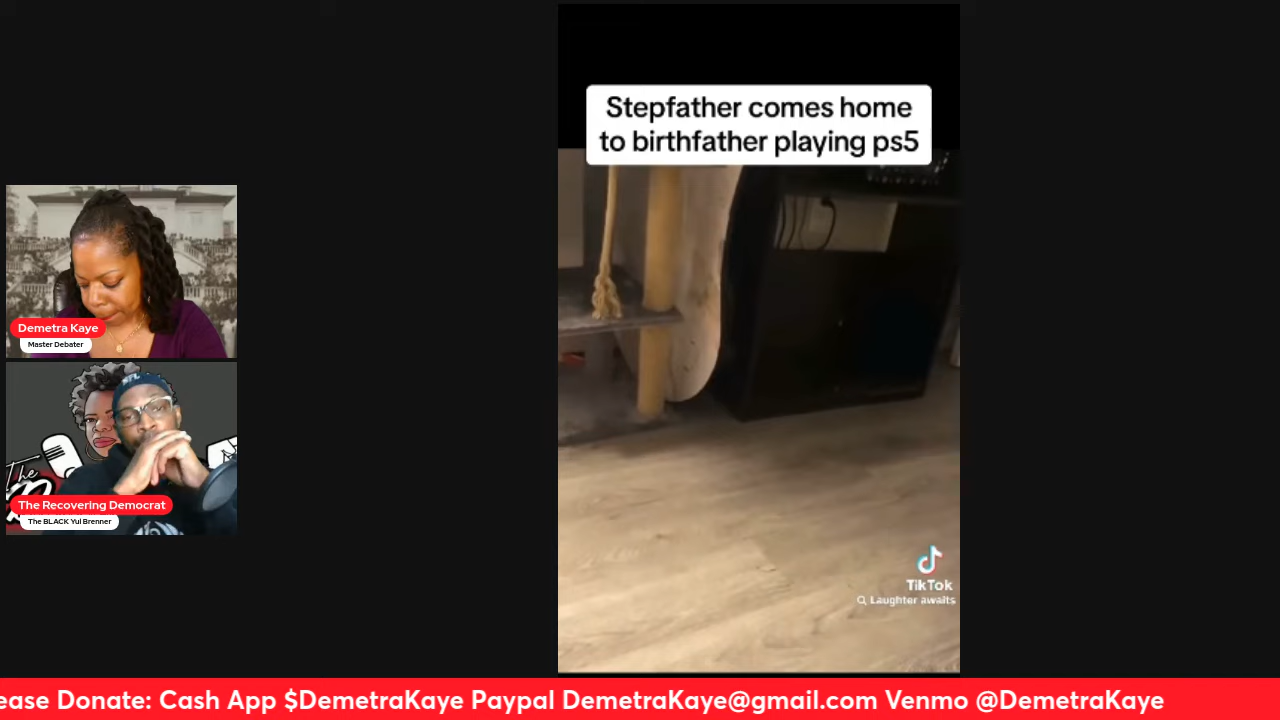 Stepfather comes home
to birthfather playing ps5
Demetra Kaye
Master Debater
The
The Recovering Democrat
The BLACK Yul Brenner
TikTok
Laughter awaits
ease Donate: Cash App $DemetraKaye Paypal DemetraKaye@gmail.com Venmo @DemetraKaye